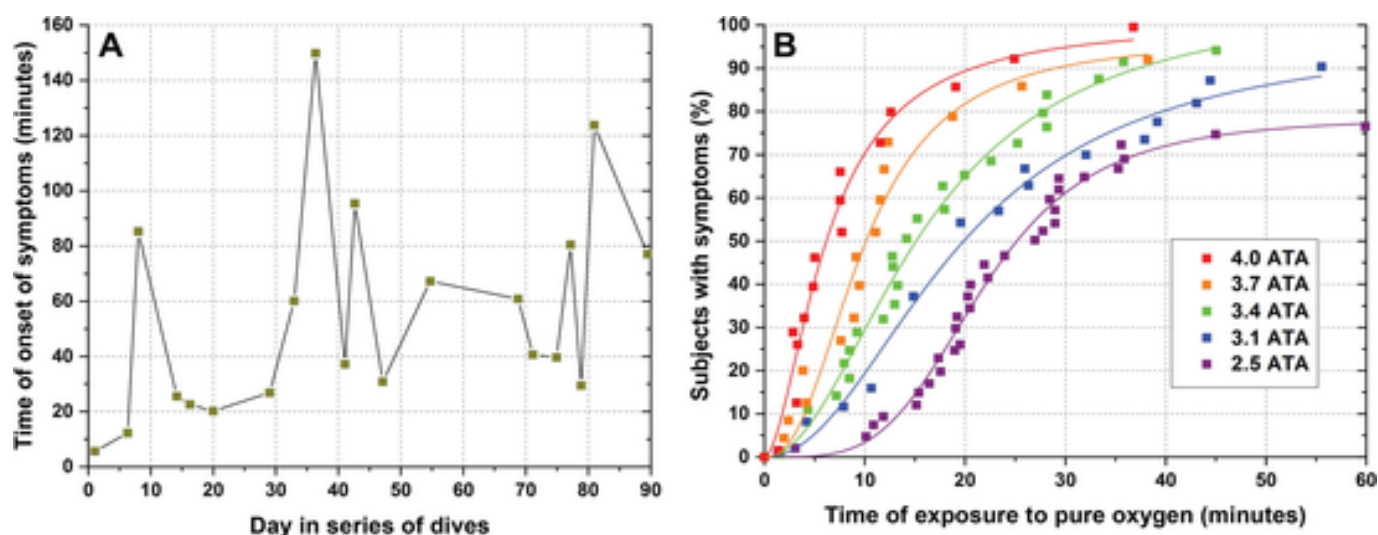 A
Time of onset of symptoms (minutes)
160
140
120
100
80
60
40
20
0
0 10 20 30 40 50 60 70 80 90
Day in series of dives
B
Subjects with symptoms (%)
100
90
80
70
60
50
40
30
20
10
0
4.0 ATA
3.7 ATA
3.4 ATA
3.1 ATA
2.5 ATA
0 10 20 30 40 50 60
Time of exposure to pure oxygen (minutes)